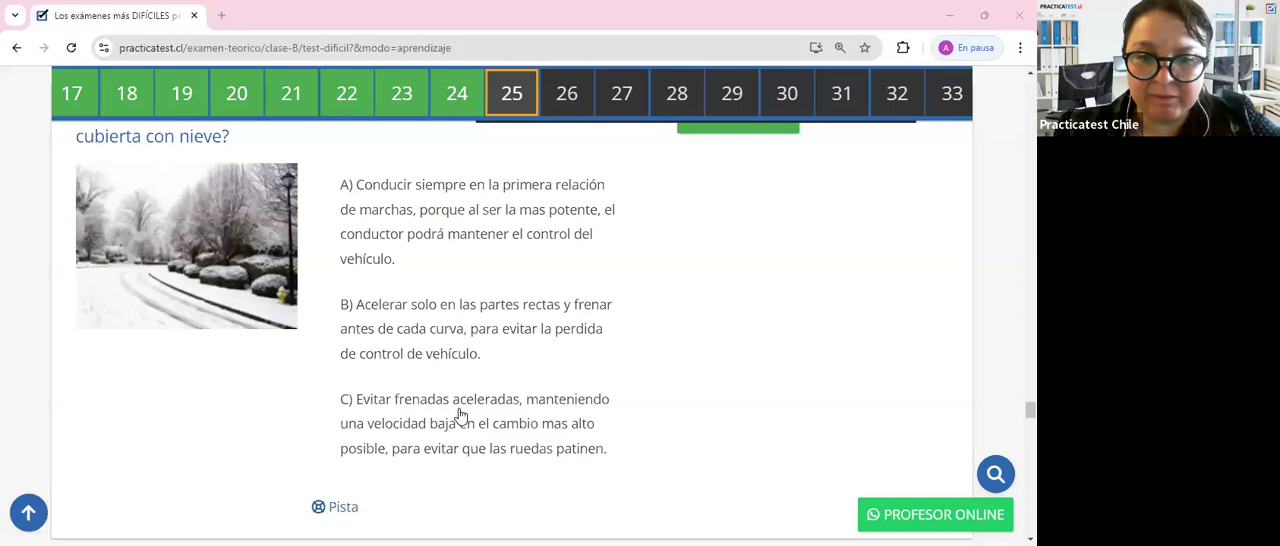 Los exámenes más DIFÍCILES pa
practicatest.cl/examen-teorico/clase-B/test-dificil?&modo=aprendizaje
A
En pausa
PRACTICATEST.cl
Practicatest Chile
17 18 19 20 21 22 23 24 25 26 27 28 29 30 31 32 33
cubierta con nieve?
A) Conducir siempre en la primera relación
de marchas, porque al ser la mas potente, el
conductor podrá mantener el control del
vehículo.
B) Acelerar solo en las partes rectas y frenar
antes de cada curva, para evitar la perdida
de control de vehículo.
C) Evitar frenadas aceleradas, manteniendo
una velocidad baja en el cambio mas alto
posible, para evitar que las ruedas patinen.
Pista
PROFESOR ONLINE